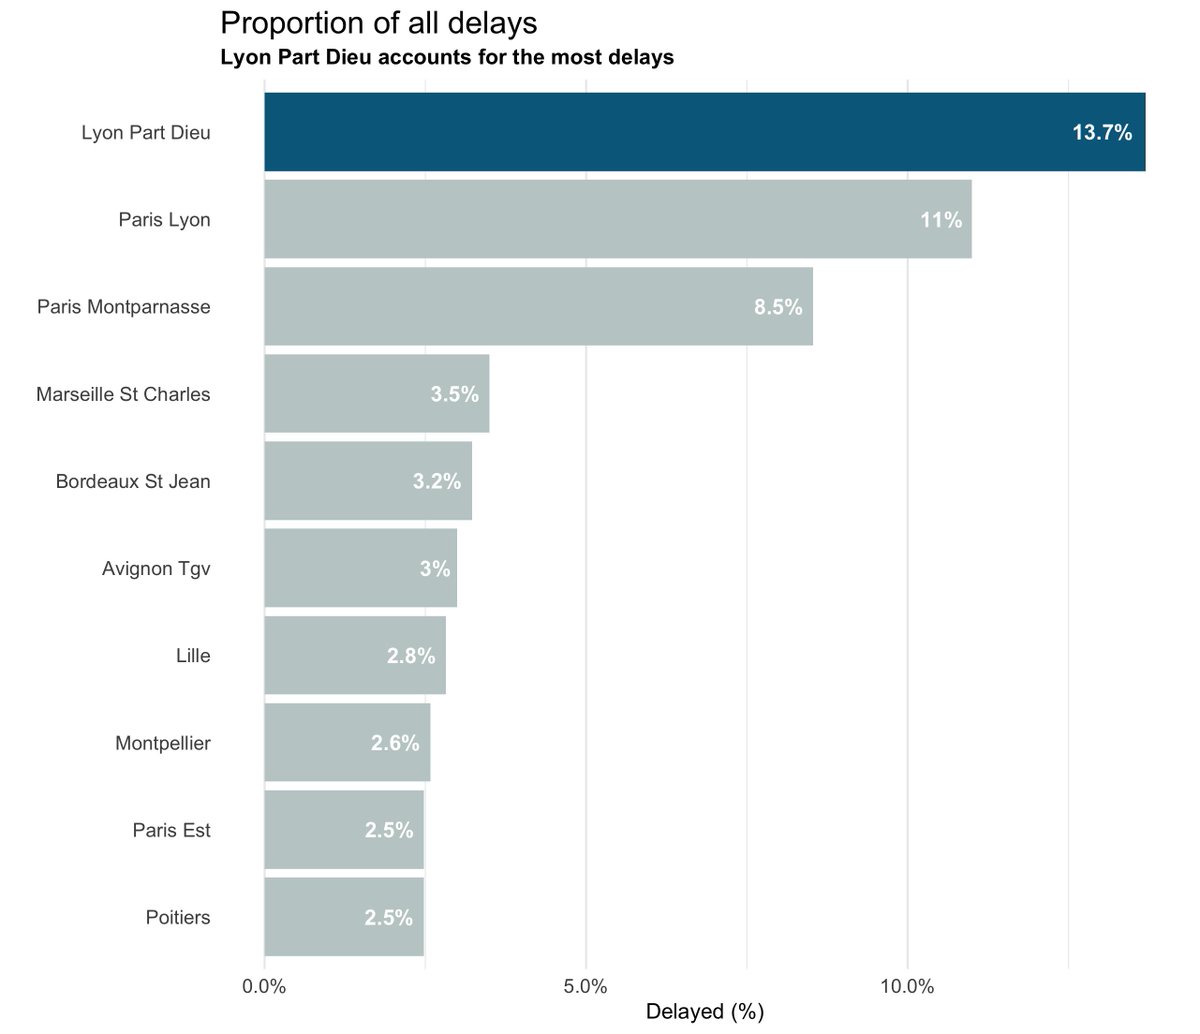 Proportion of all delays
Lyon Part Dieu accounts for the most delays
Lyon Part Dieu 13.7%
Paris Lyon 11%
Paris Montparnasse 8.5%
Marseille St Charles 3.5%
Bordeaux St Jean 3.2%
Avignon Tgv 3%
Lille 2.8%
Montpellier 2.6%
Paris Est 2.5%
Poitiers 2.5%
0.0% 5.0% 10.0%
Delayed (%)